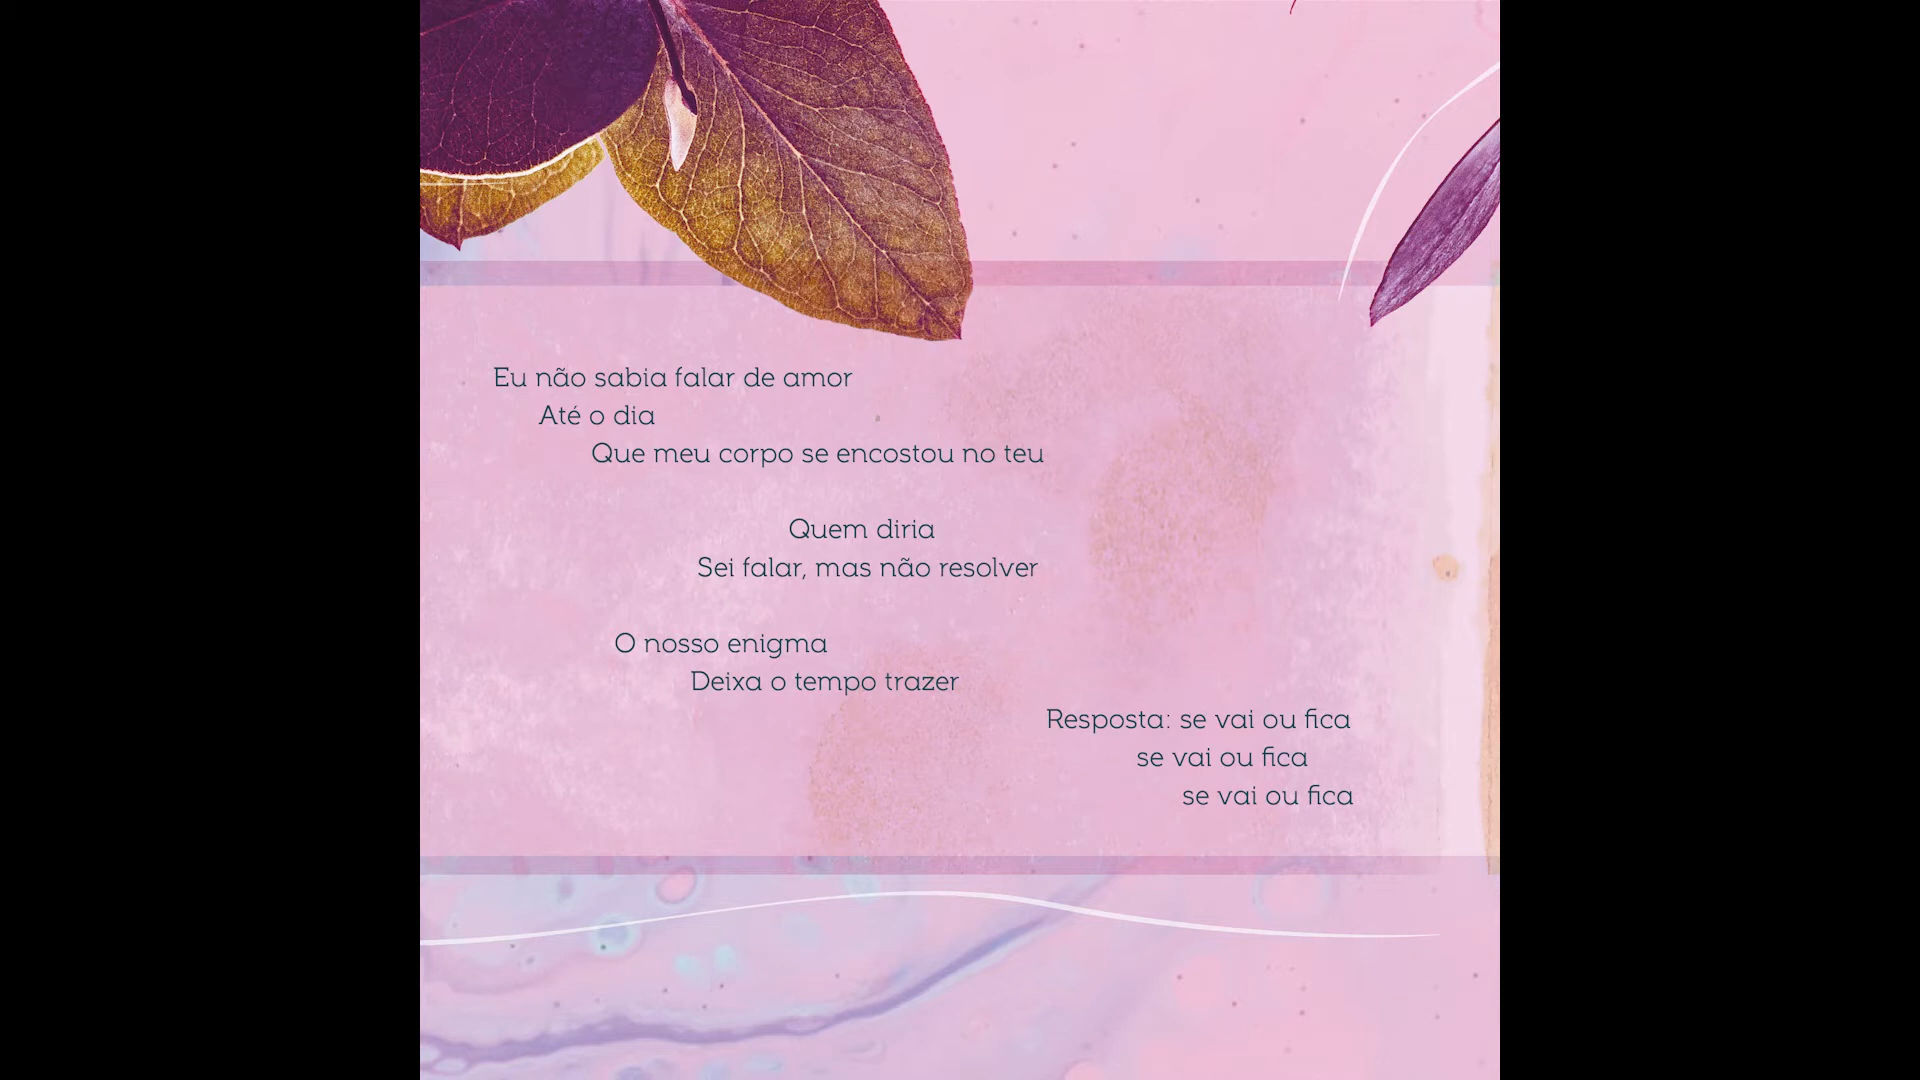 Eu não sabia falar de amor
Até o dia
Que meu corpo se encostou no teu
Quem diria
Sei falar, mas não resolver
O nosso enigma
Deixa o tempo trazer
Resposta: se vai ou fica
se vai ou fica
se vai ou fica